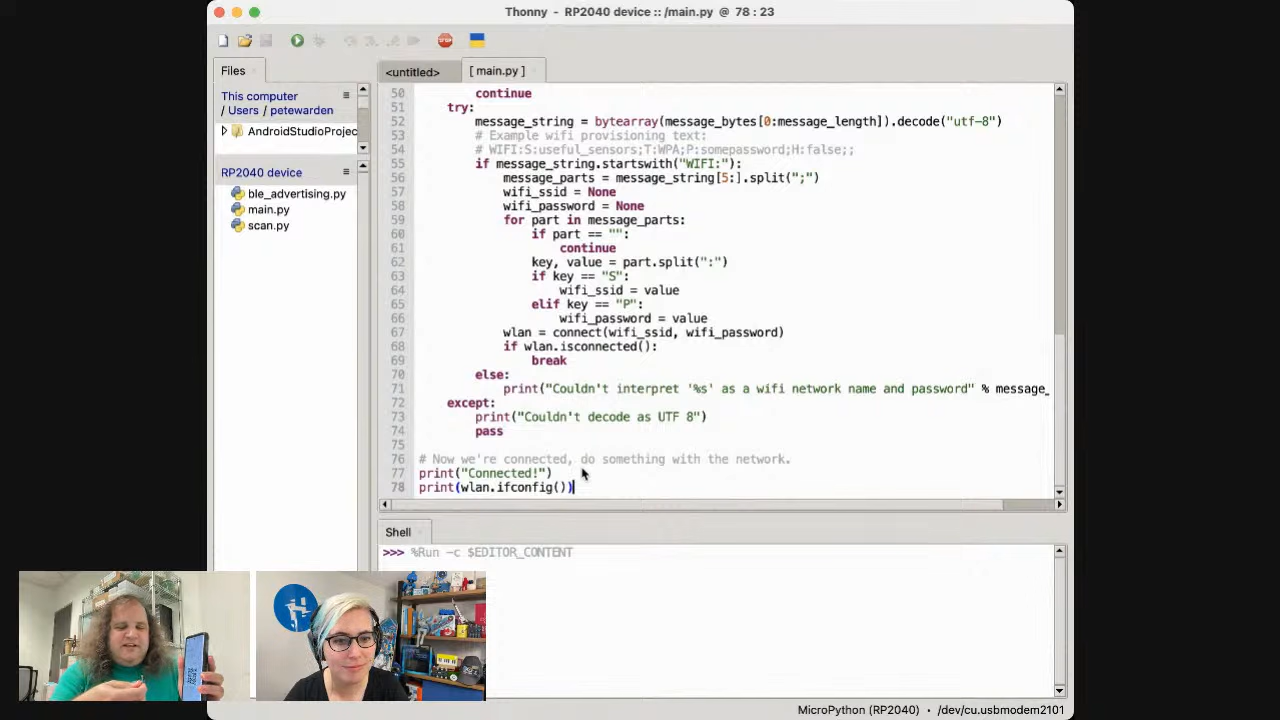 Thonny - RP2040 device :: /main.py @ 78 : 23
Files
This computer
/ Users / petewarden
AndroidStudioProjec
RP2040 device
ble_advertising.py
main.py
scan.py
<untitled>
[ main.py ]
50 continue
51 try:
52 message_string = bytearray(message_bytes[0:message_length]).decode("utf-8")
53 # Example wifi provisioning text:
54 # WIFI:S:useful_sensors;T:WPA;P:somepassword;H:false;;
55 if message_string.startswith("WIFI:"):
56 message_parts = message_string[5:].split(";")
57 wifi_ssid = None
58 wifi_password = None
59 for part in message_parts:
60 if part == "":
61 continue
62 key, value = part.split(":")
63 if key == "S":
64 wifi_ssid = value
65 elif key == "P":
66 wifi_password = value
67 wlan = connect(wifi_ssid, wifi_password)
68 if wlan.isconnected():
69 break
70 else:
71 print("Couldn't interpret '%s' as a wifi network name and password" % message_
72 except:
73 print("Couldn't decode as UTF 8")
74 pass
75
76 # Now we're connected, do something with the network.
77 print("Connected!")
78 print(wlan.ifconfig())
Shell
>>> %Run -c $EDITOR_CONTENT
MicroPython (RP2040) • /dev/cu.usbmodem2101